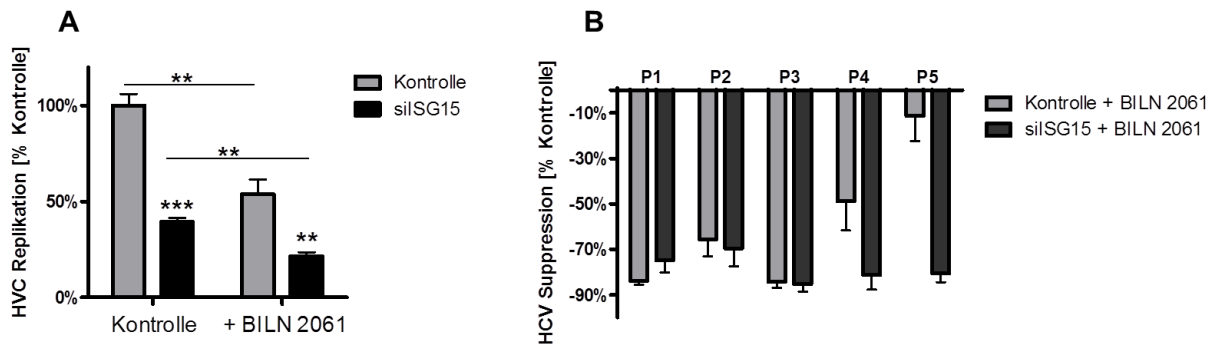 A
HVC Replikation [% Kontrolle]
100%
50%
0%
**
**
***
**
Kontrolle
+ BILN 2061
Kontrolle
siISG15
B
HCV Suppression [% Kontrolle]
P1 P2 P3 P4 P5
-10%
-30%
-50%
-70%
-90%
Kontrolle + BILN 2061
siISG15 + BILN 2061